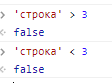 > 'строка' > 3
< false
> 'строка' < 3
< false